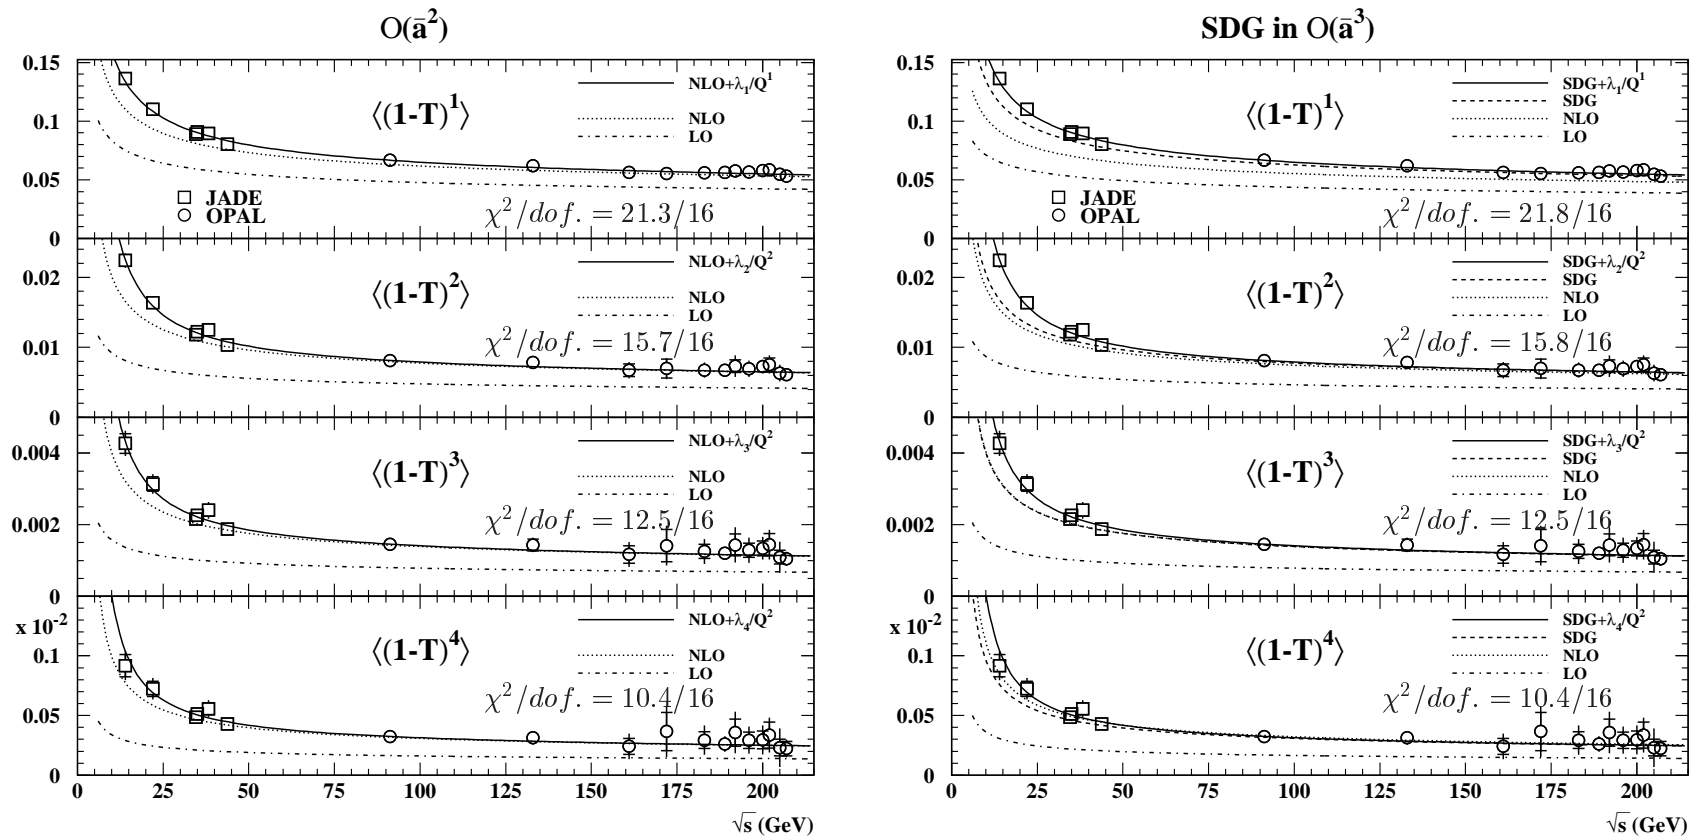 O(ā²)
0.15
0.1
0.05
0
NLO+λ₁/Q¹
NLO
LO
⟨(1-T)¹⟩
JADE
OPAL
χ²/dof. = 21.3/16
0.02
0.01
0
NLO+λ₂/Q²
NLO
LO
⟨(1-T)²⟩
χ²/dof. = 15.7/16
0.004
0.002
0
NLO+λ₃/Q²
NLO
LO
⟨(1-T)³⟩
χ²/dof. = 12.5/16
x 10⁻²
0.1
0.05
0
NLO+λ₄/Q²
NLO
LO
⟨(1-T)⁴⟩
χ²/dof. = 10.4/16
0 25 50 75 100 125 150 175 200
√s (GeV)
SDG in O(ā³)
0.15
0.1
0.05
0
SDG+λ₁/Q¹
SDG
NLO
LO
⟨(1-T)¹⟩
JADE
OPAL
χ²/dof. = 21.8/16
0.02
0.01
0
SDG+λ₂/Q²
SDG
NLO
LO
⟨(1-T)²⟩
χ²/dof. = 15.8/16
0.004
0.002
0
SDG+λ₃/Q²
SDG
NLO
LO
⟨(1-T)³⟩
χ²/dof. = 12.5/16
x 10⁻²
0.1
0.05
0
SDG+λ₄/Q²
SDG
NLO
LO
⟨(1-T)⁴⟩
χ²/dof. = 10.4/16
0 25 50 75 100 125 150 175 200
√s (GeV)